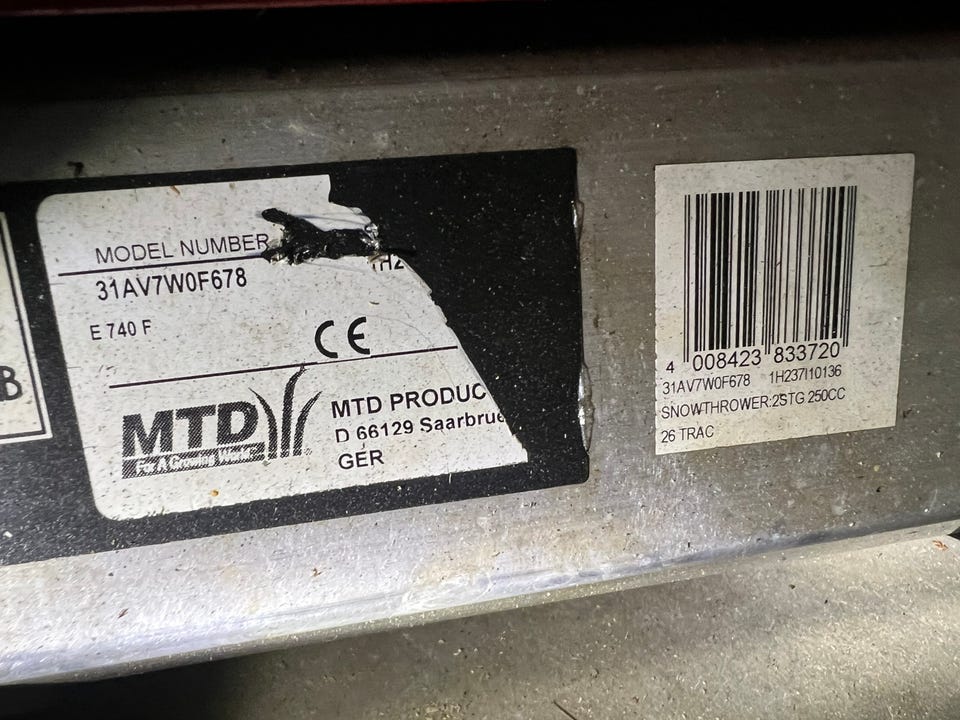 B
MODEL NUMBER
31AV7W0F678
E 740 F
CE
MTD
For A Growing World.
MTD PRODUC
D 66129 Saarbrue
GER
4 008423 833720
31AV7W0F678 1H237I10136
SNOWTHROWER:2STG 250CC
26 TRAC